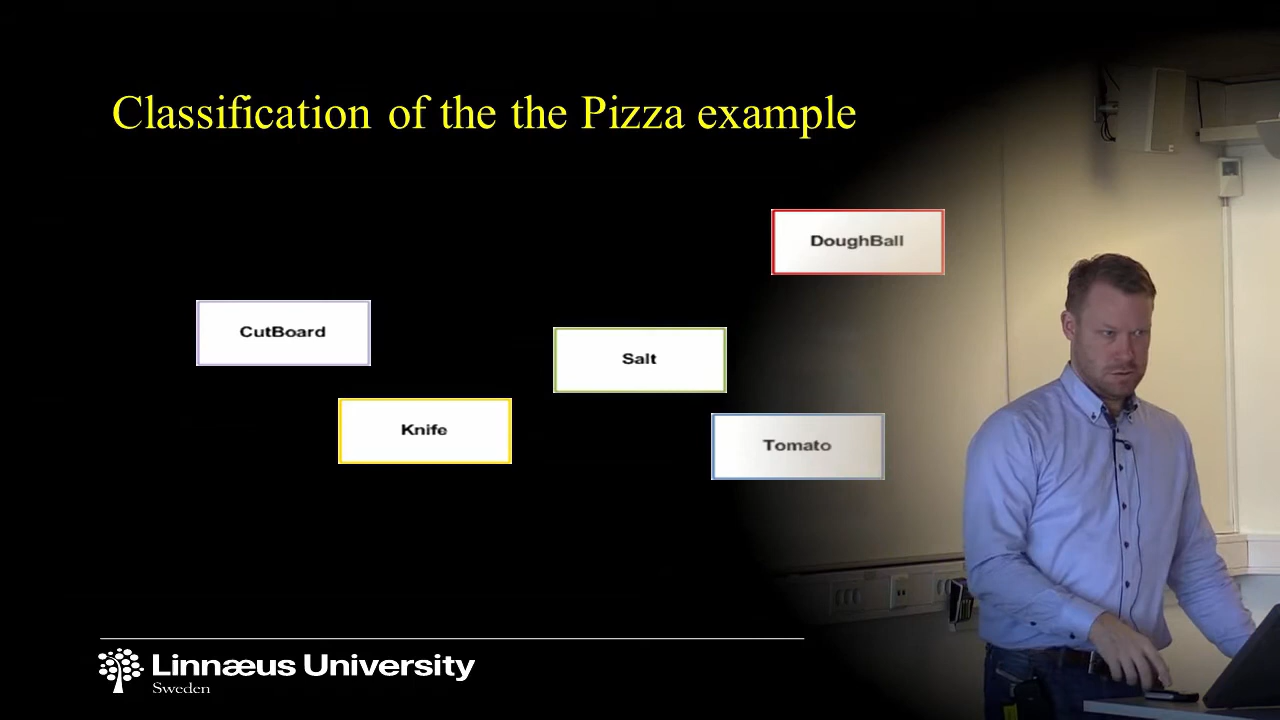 Classification of the the Pizza example
DoughBall
CutBoard
Salt
Knife
Tomato
Linnæus University
Sweden